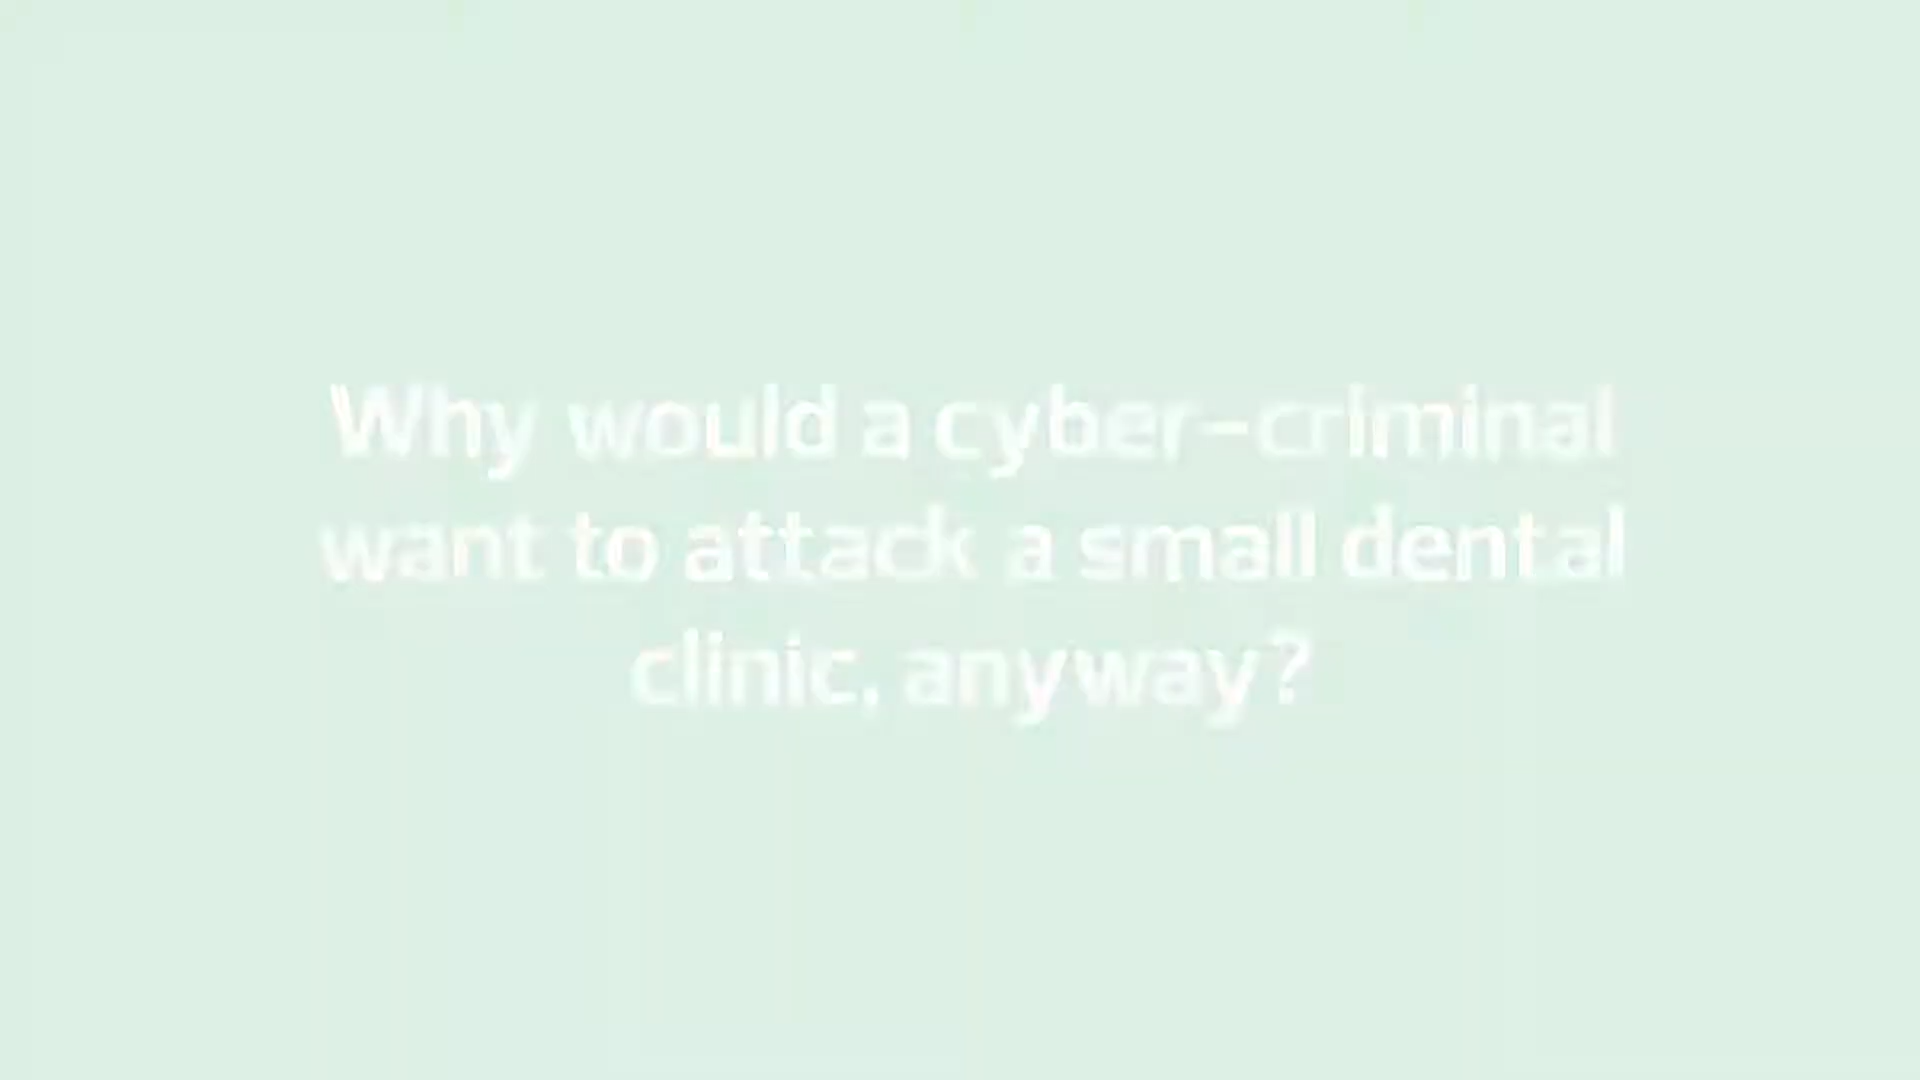 Why would a cyber-criminal
want to attack a small dental
clinic, anyway?